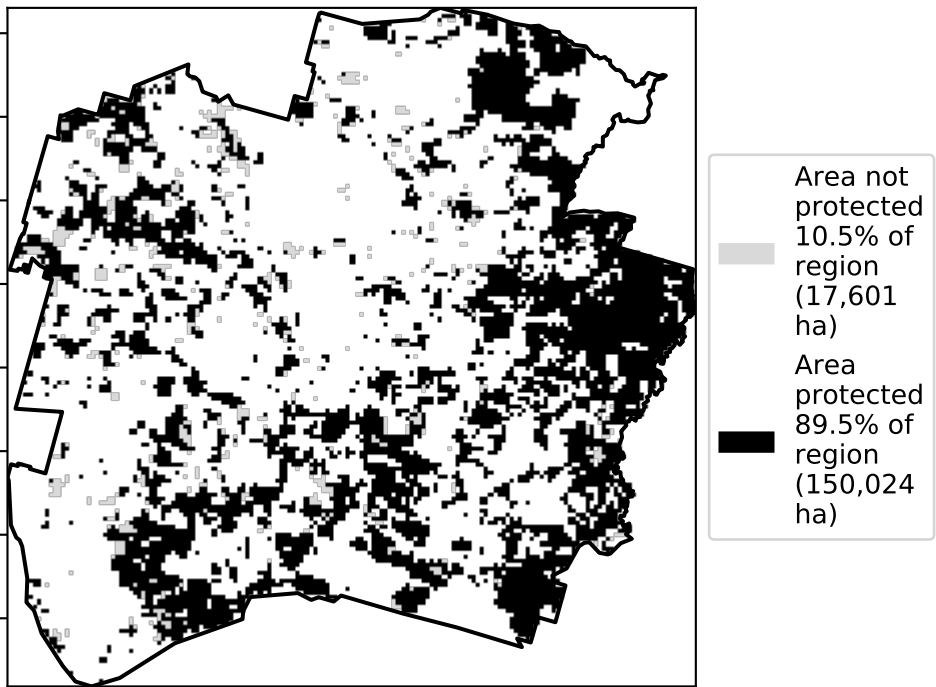 Area not
protected
10.5% of
region
(17,601
ha)
Area
protected
89.5% of
region
(150,024
ha)